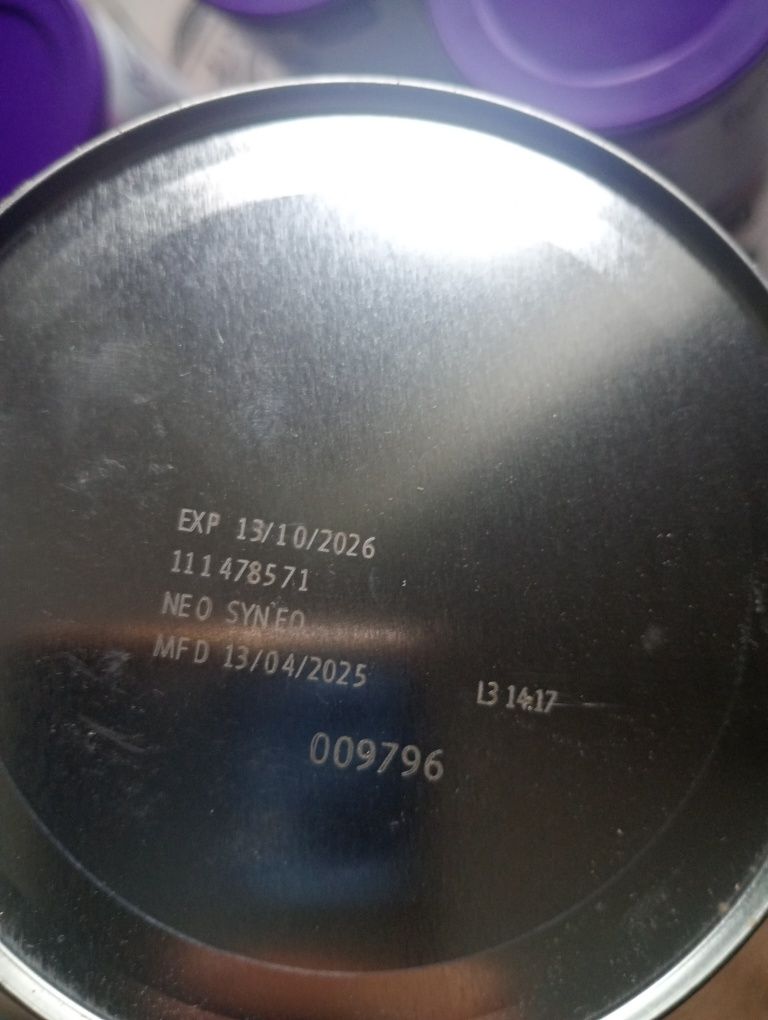 EXP 13/10/2026
111478571
NEO SYNEO
MFD 13/04/2025
L3 14:17
009796